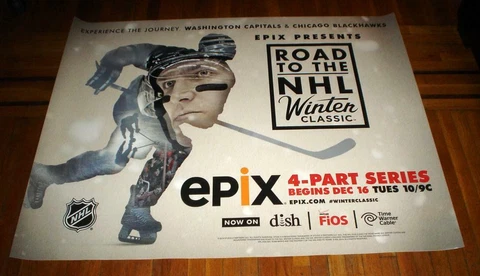 EXPERIENCE THE JOURNEY. WASHINGTON CAPITALS & CHICAGO BLACKHAWKS
EPIX PRESENTS
ROAD
TO THE
NHL
Winter
CLASSIC
epix
4-PART SERIES
BEGINS DEC 16 TUES 10/9C
EPIX.COM #WINTERCLASSIC
NHL
NOW ON
dish
FiOS
Time
Warner
Cable